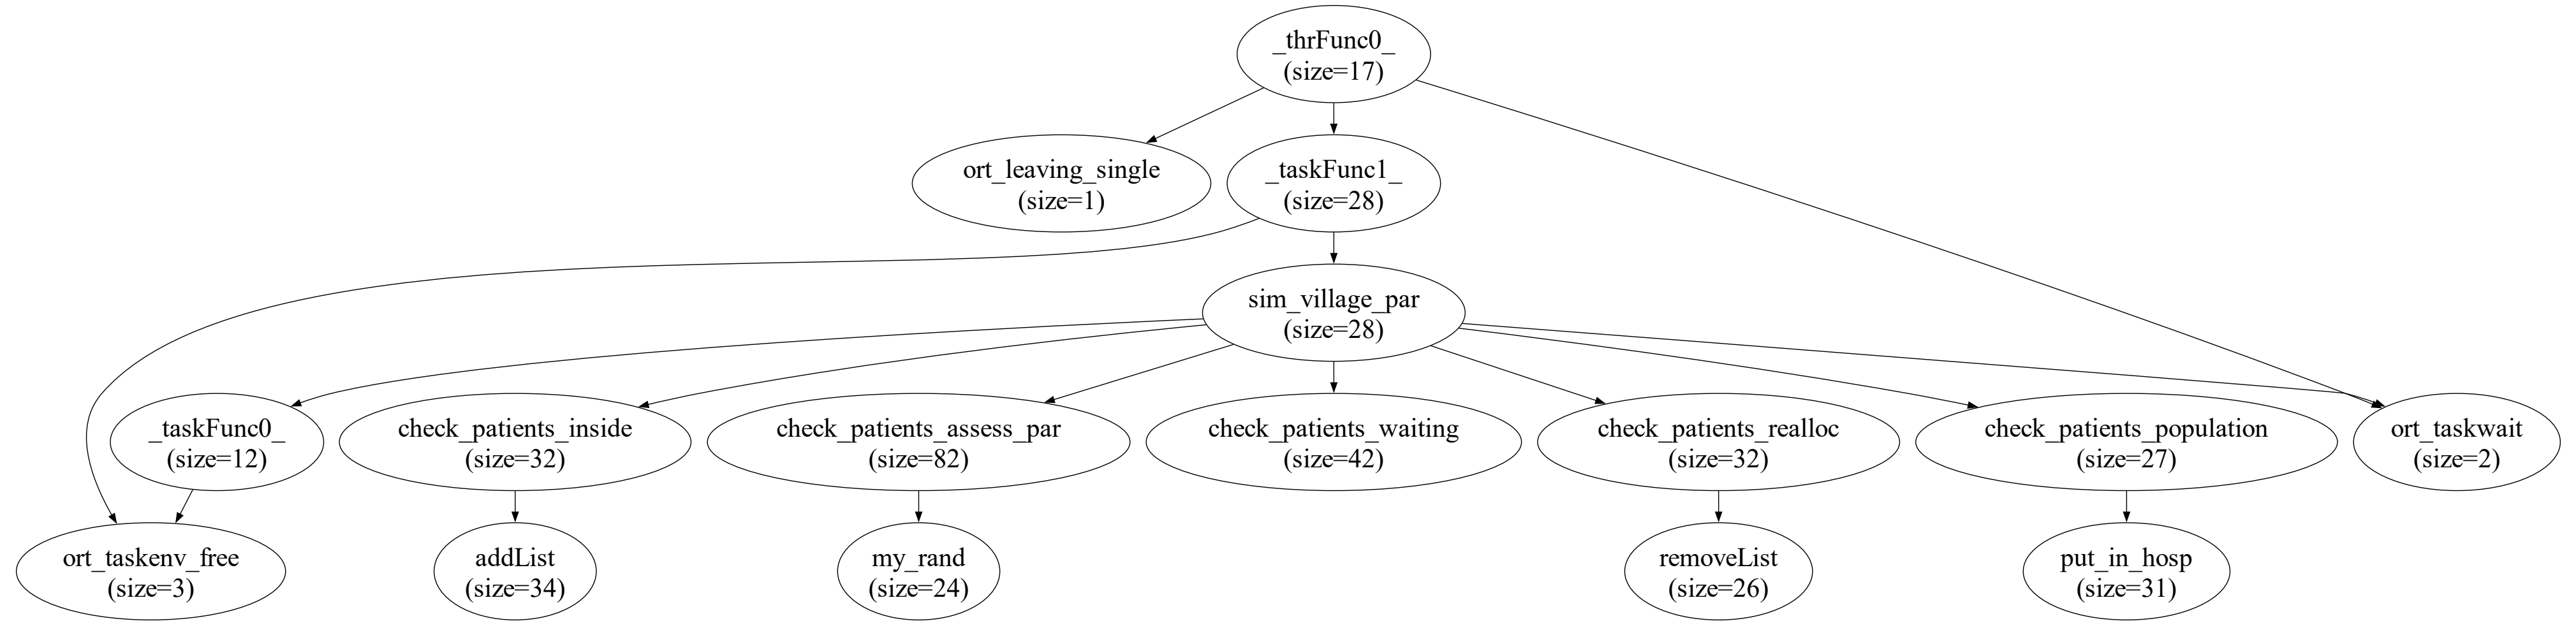 _thrFunc0_
(size=17)
ort_leaving_single
(size=1)
_taskFunc1_
(size=28)
sim_village_par
(size=28)
_taskFunc0_
(size=12)
check_patients_inside
(size=32)
check_patients_assess_par
(size=82)
check_patients_waiting
(size=42)
check_patients_realloc
(size=32)
check_patients_population
(size=27)
ort_taskwait
(size=2)
ort_taskenv_free
(size=3)
addList
(size=34)
my_rand
(size=24)
removeList
(size=26)
put_in_hosp
(size=31)